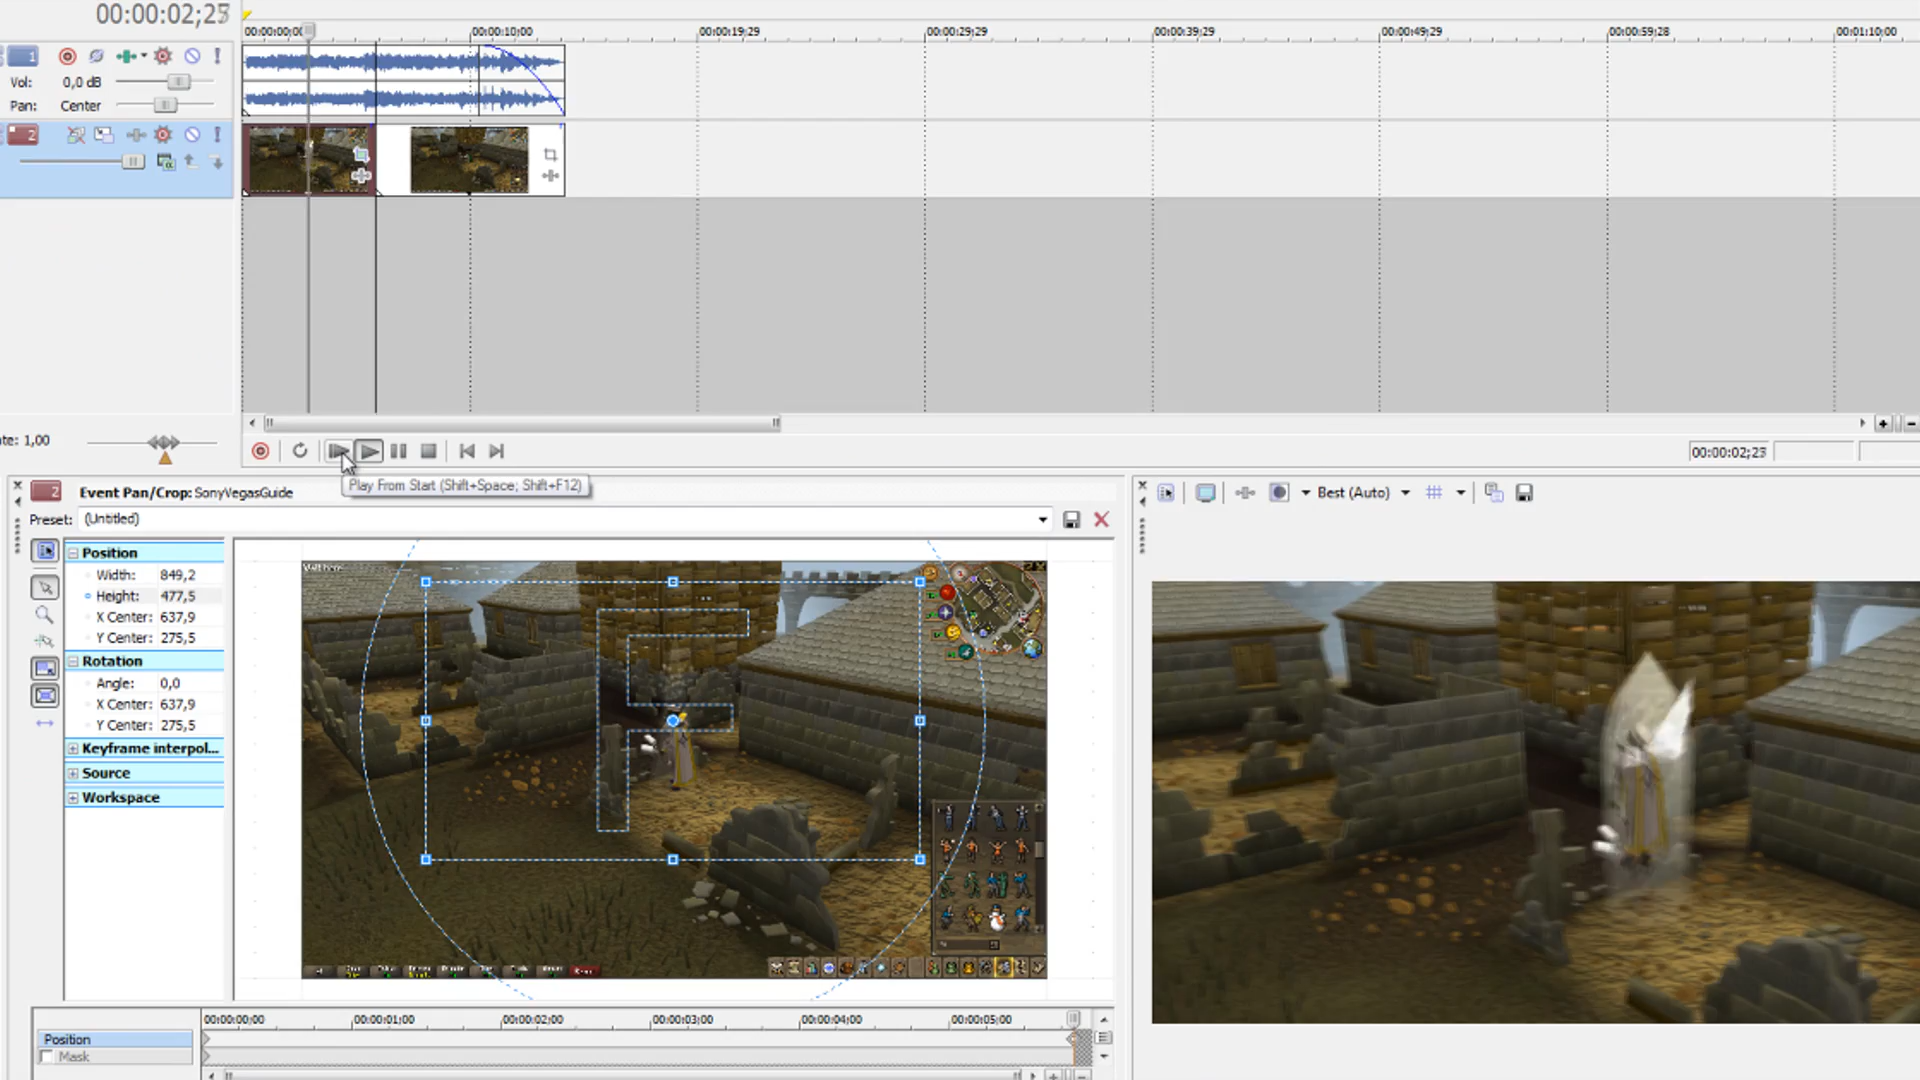 00:00:02;25
00:00:00;00 00:00:10;00 00:00:19;29 00:00:29;29 00:00:39;29 00:00:49;29 00:00:59;28 00:01:10;00
1
Vol: 0,0 dB
Pan: Center
2
te: 1,00
00:00:02;25
Play From Start (Shift+Space; Shift+F12)
2 Event Pan/Crop: SonyVegasGuide
Preset: (Untitled)
Best (Auto)
Position
Width: 849,2
Height: 477,5
X Center: 637,9
Y Center: 275,5
Rotation
Angle: 0,0
X Center: 637,9
Y Center: 275,5
Keyframe interpol...
Source
Workspace
F
00:00:00;00 00:00:01;00 00:00:02;00 00:00:03;00 00:00:04;00 00:00:05;00
Position
Mask